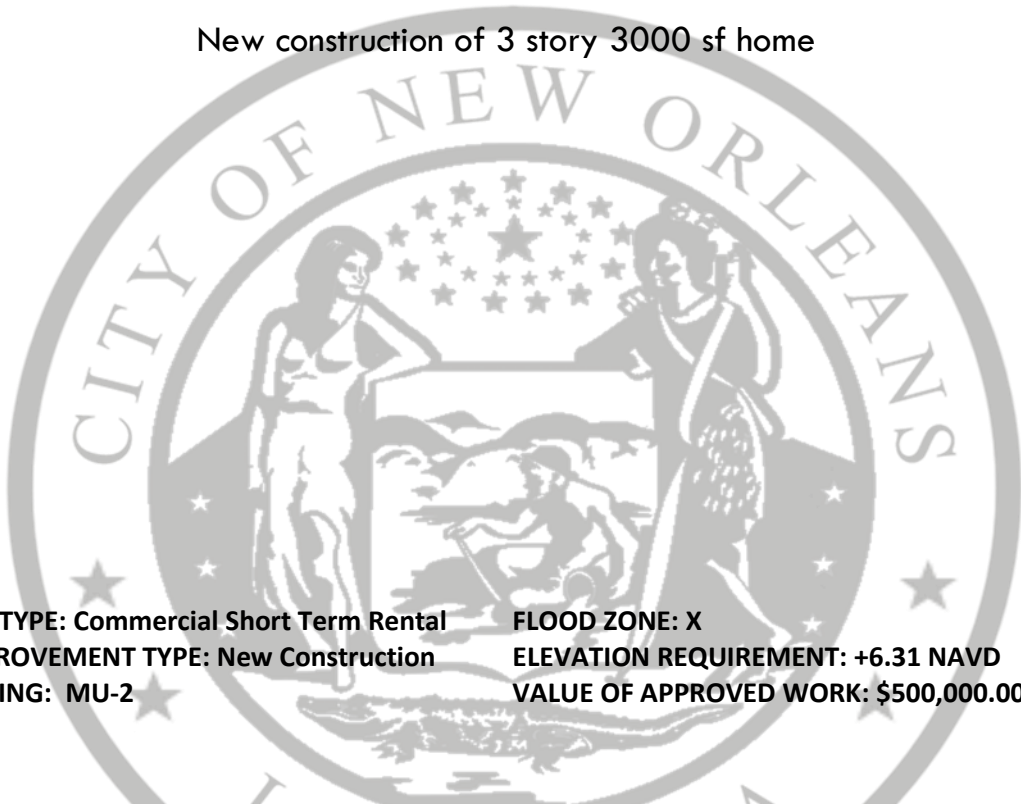 New construction of 3 story 3000 sf home
CITY OF NEW ORLEANS
TYPE: Commercial Short Term Rental
FLOOD ZONE: X
ROVEMENT TYPE: New Construction
ELEVATION REQUIREMENT: +6.31 NAVD
ING: MU-2
VALUE OF APPROVED WORK: $500,000.00